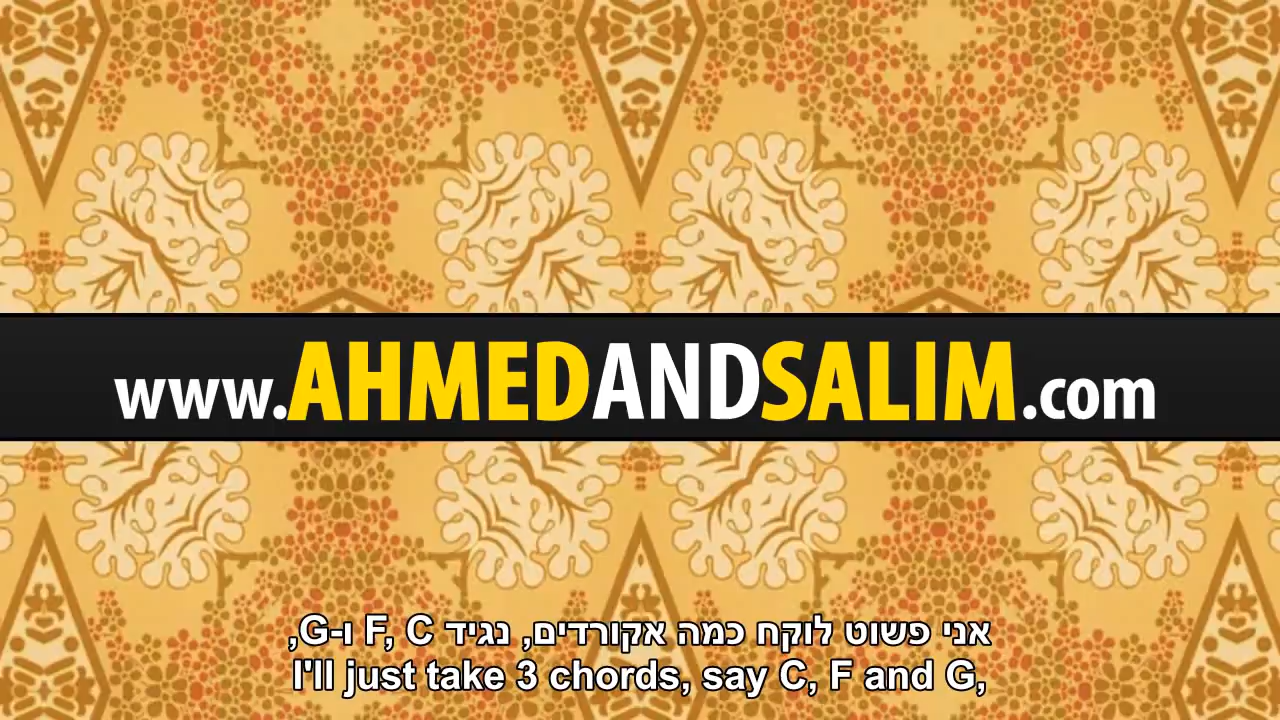 www.AHMEDANDSALIM.com
אני פשוט לוקח כמה אקורדים, נגיד F, C ו-G,
I'll just take 3 chords, say C, F and G,